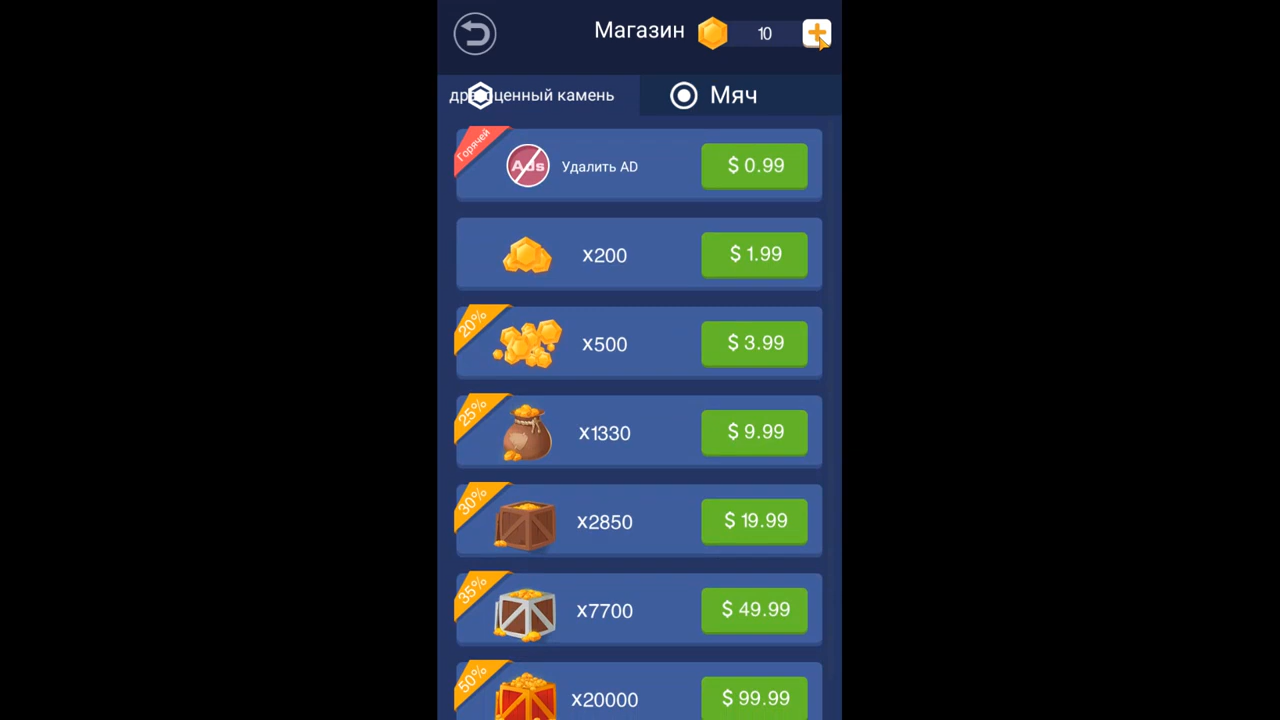 Магазин 10
драгоценный камень
Мяч
Горячей
Ads Удалить AD $ 0.99
x200 $ 1.99
20% x500 $ 3.99
25% x1330 $ 9.99
30% x2850 $ 19.99
35% x7700 $ 49.99
50% x20000 $ 99.99